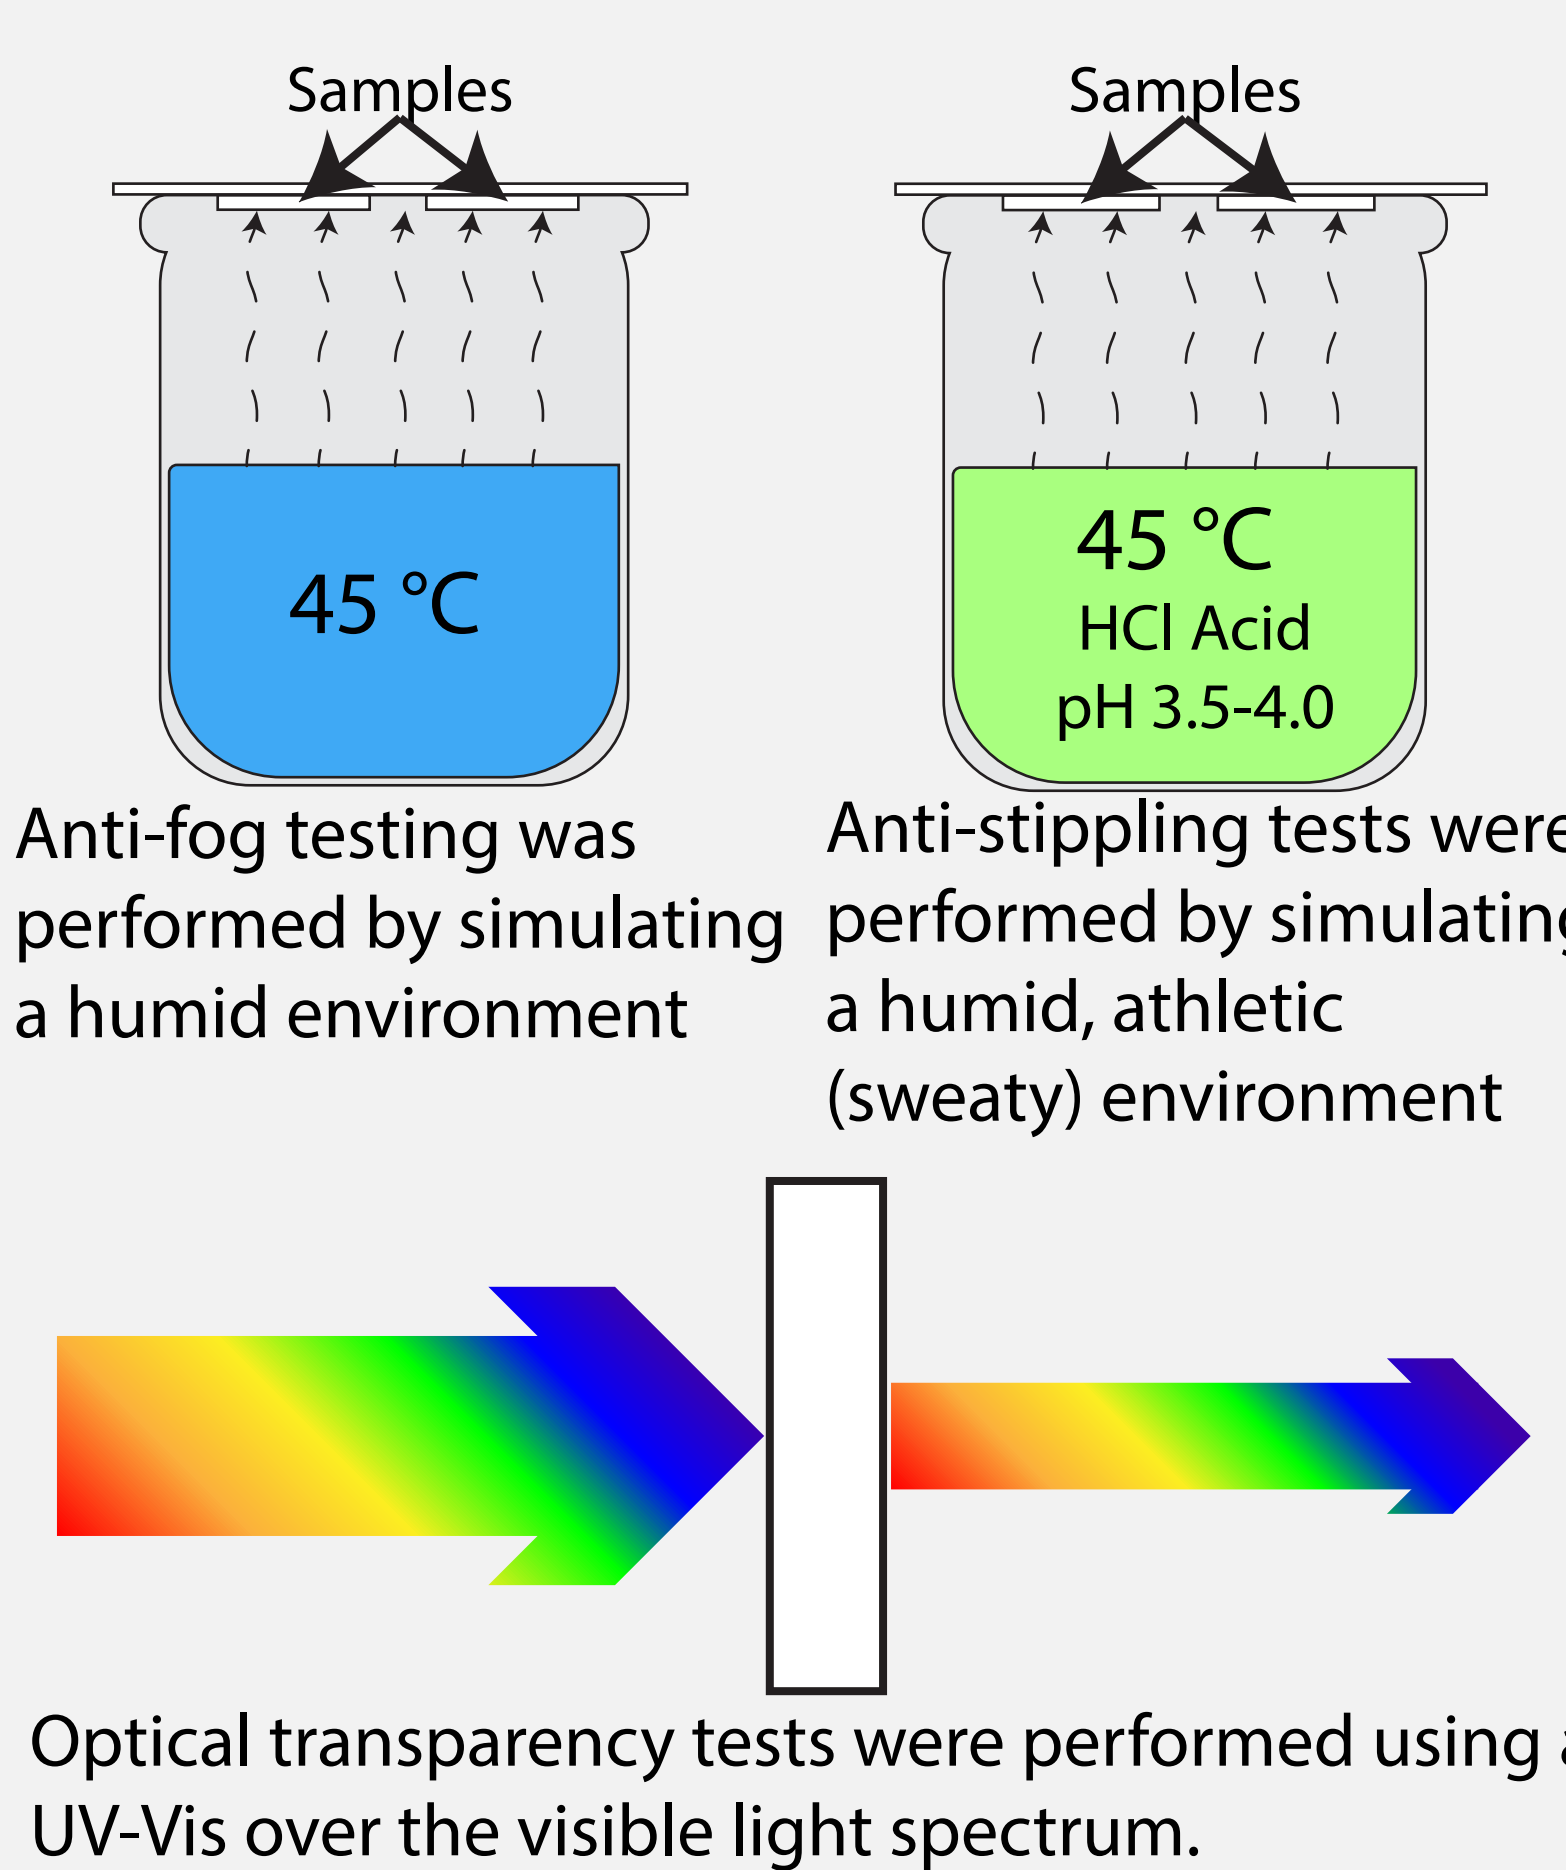 Samples
45 °C
Anti-fog testing was
performed by simulating
a humid environment
Samples
45 °C
HCl Acid
pH 3.5-4.0
Anti-stippling tests were
performed by simulating
a humid, athletic
(sweaty) environment
Optical transparency tests were performed using a
UV-Vis over the visible light spectrum.